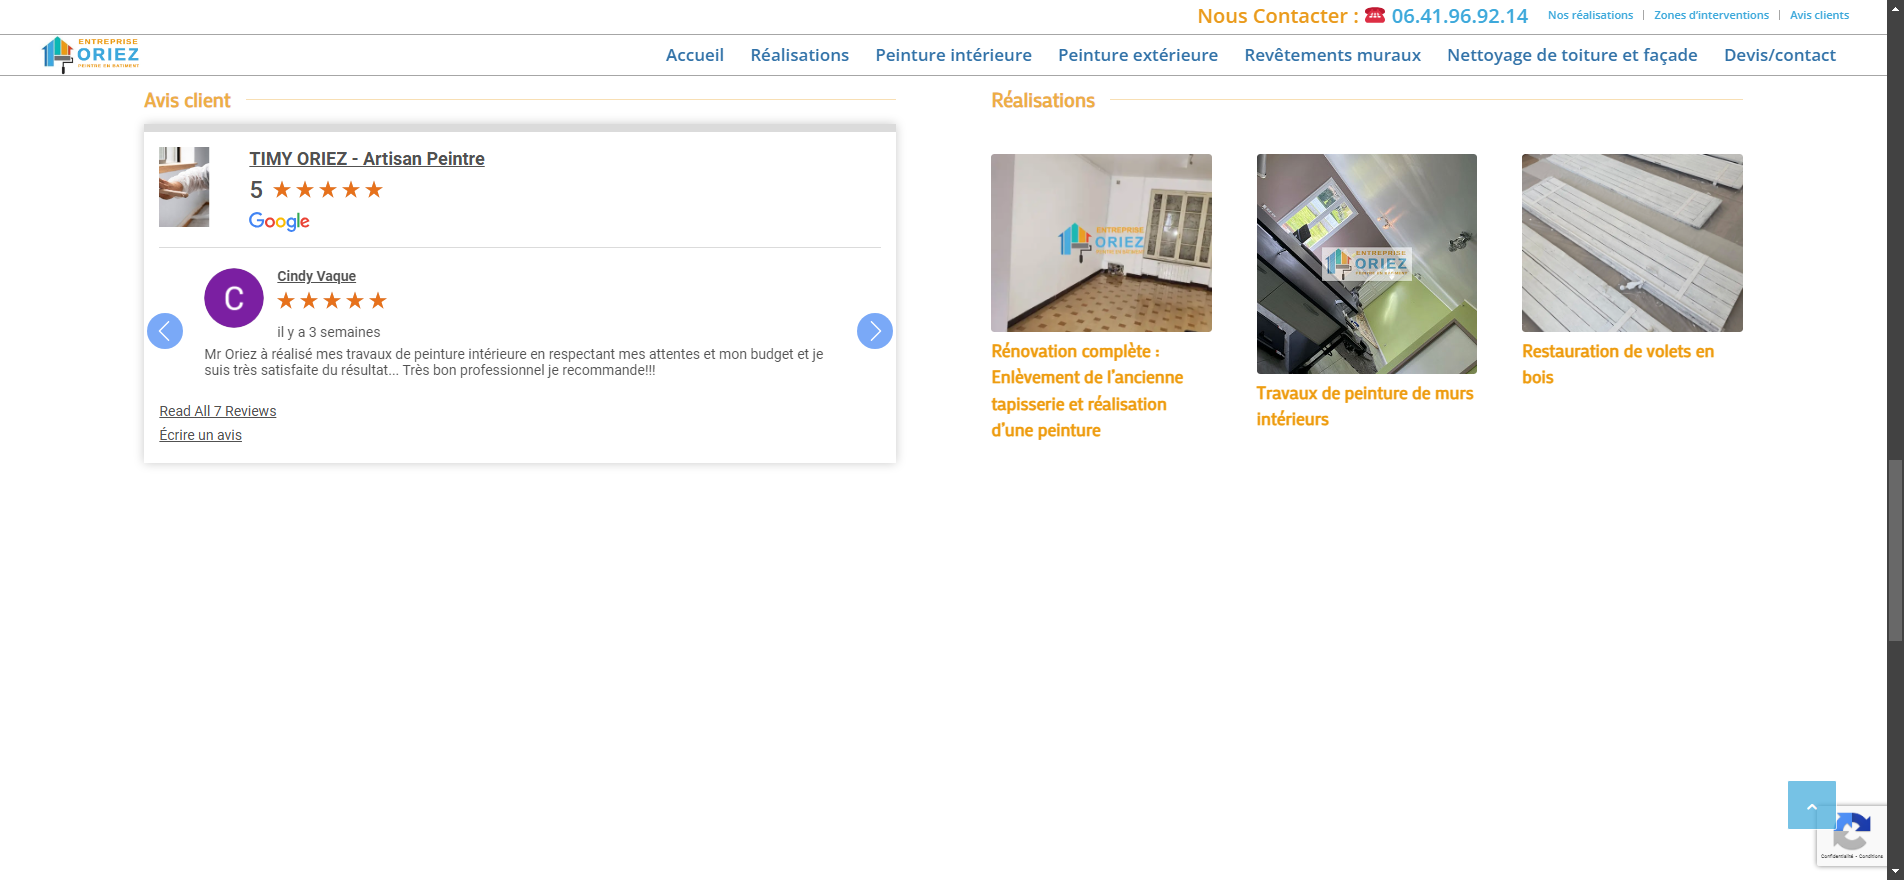 Nous Contacter : ☎️ 06.41.96.92.14
Nos réalisations
Zones d'interventions
Avis clients
ENTREPRISE
ORIEZ
PEINTRE EN BATIMENT
Accueil
Réalisations
Peinture intérieure
Peinture extérieure
Revêtements muraux
Nettoyage de toiture et façade
Devis/contact
Avis client
TIMY ORIEZ - Artisan Peintre
5 ★★★★★
Google
C
Cindy Vaque
★★★★★
il y a 3 semaines
Mr Oriez à réalisé mes travaux de peinture intérieure en respectant mes attentes et mon budget et je
suis très satisfaite du résultat... Très bon professionnel je recommande!!!
Read All 7 Reviews
Écrire un avis
Réalisations
ENTREPRISE
ORIEZ
Rénovation complète :
Enlèvement de l'ancienne
tapisserie et réalisation
d'une peinture
ENTREPRISE
ORIEZ
PEINTRE EN BATIMENT
Travaux de peinture de murs
intérieurs
Restauration de volets en
bois
Confidentialité - Conditions